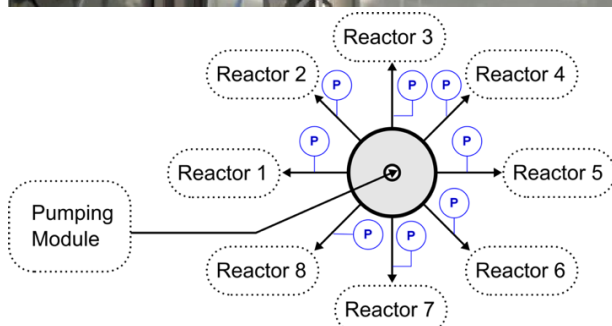 Reactor 3
Reactor 2
Reactor 4
P
P
P
P
P
P
Reactor 1
Reactor 5
Pumping
Module
P
P
Reactor 8
Reactor 6
Reactor 7